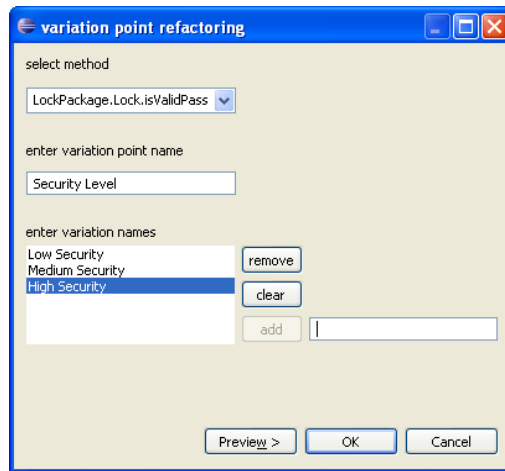 variation point refactoring
select method
LockPackage.Lock.isValidPass
enter variation point name
Security Level
enter variation names
Low Security
Medium Security
High Security
remove
clear
add
Preview >
OK
Cancel